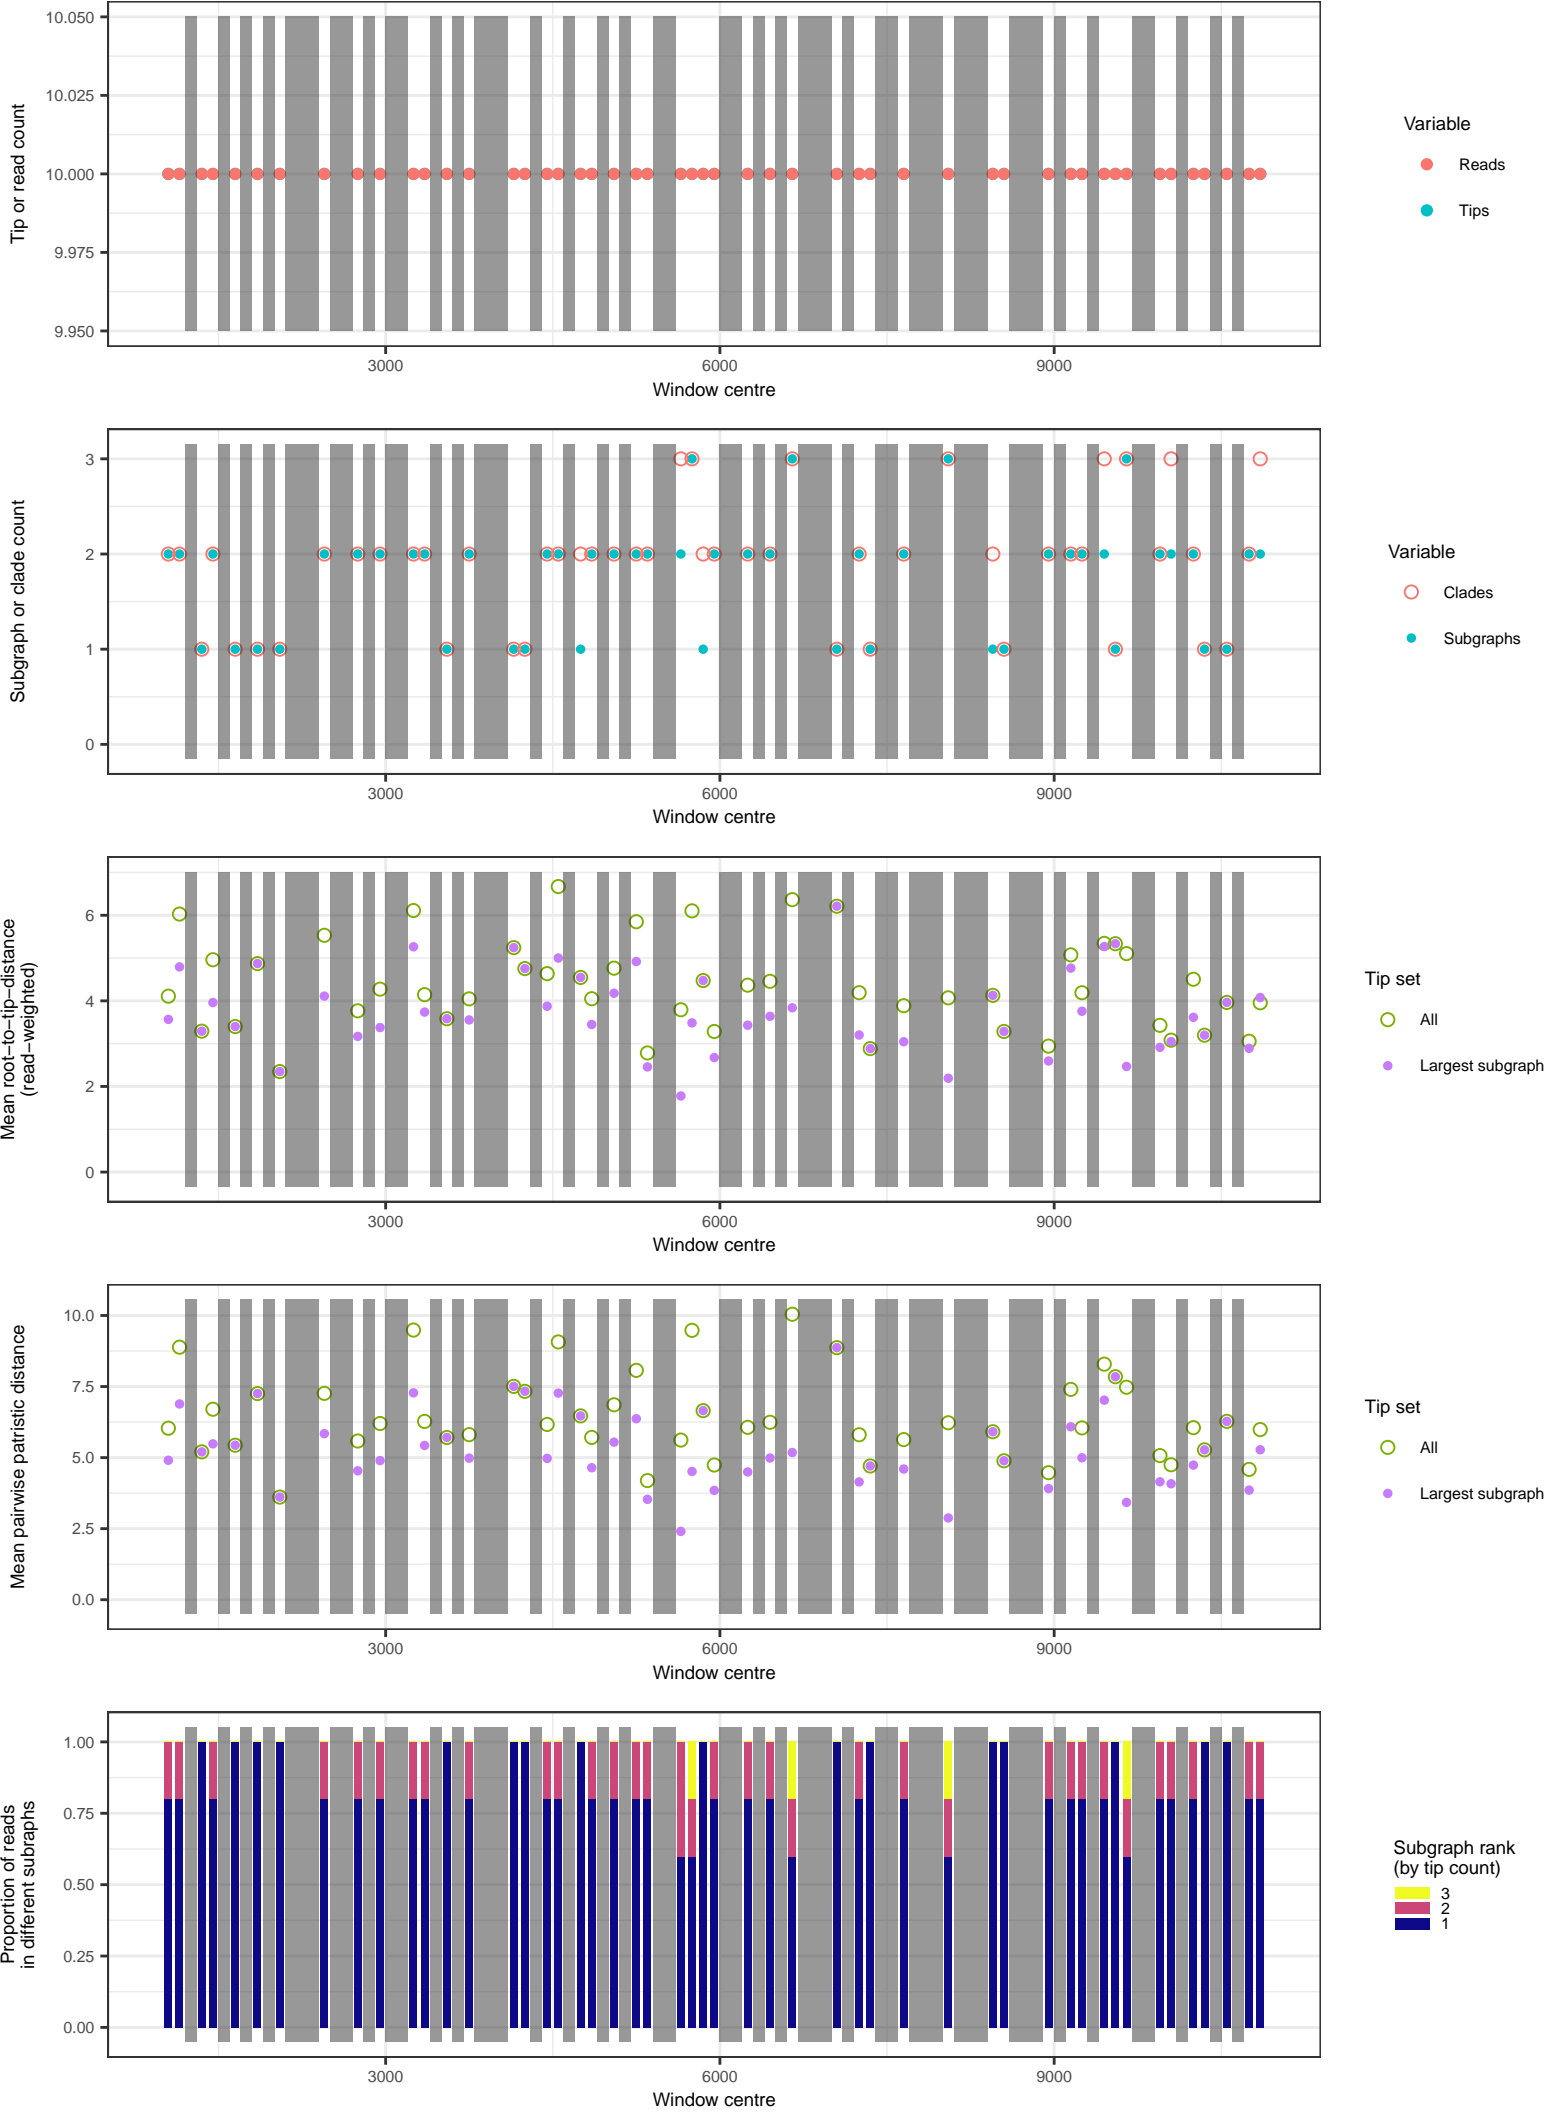 10.050
10.025
10.000
9.975
9.950
Tip or read count
3000
6000
9000
Window centre
Variable
Reads
Tips
3
2
1
0
Subgraph or clade count
3000
6000
9000
Window centre
Variable
Clades
Subgraphs
6
4
2
0
Mean root−to−tip−distance
(read−weighted)
3000
6000
9000
Window centre
Tip set
All
Largest subgraph
10.0
7.5
5.0
2.5
0.0
Mean pairwise patristic distance
3000
6000
9000
Window centre
Tip set
All
Largest subgraph
1.00
0.75
0.50
0.25
0.00
Proportion of reads
in different subraphs
3000
6000
9000
Window centre
Subgraph rank
(by tip count)
3
2
1